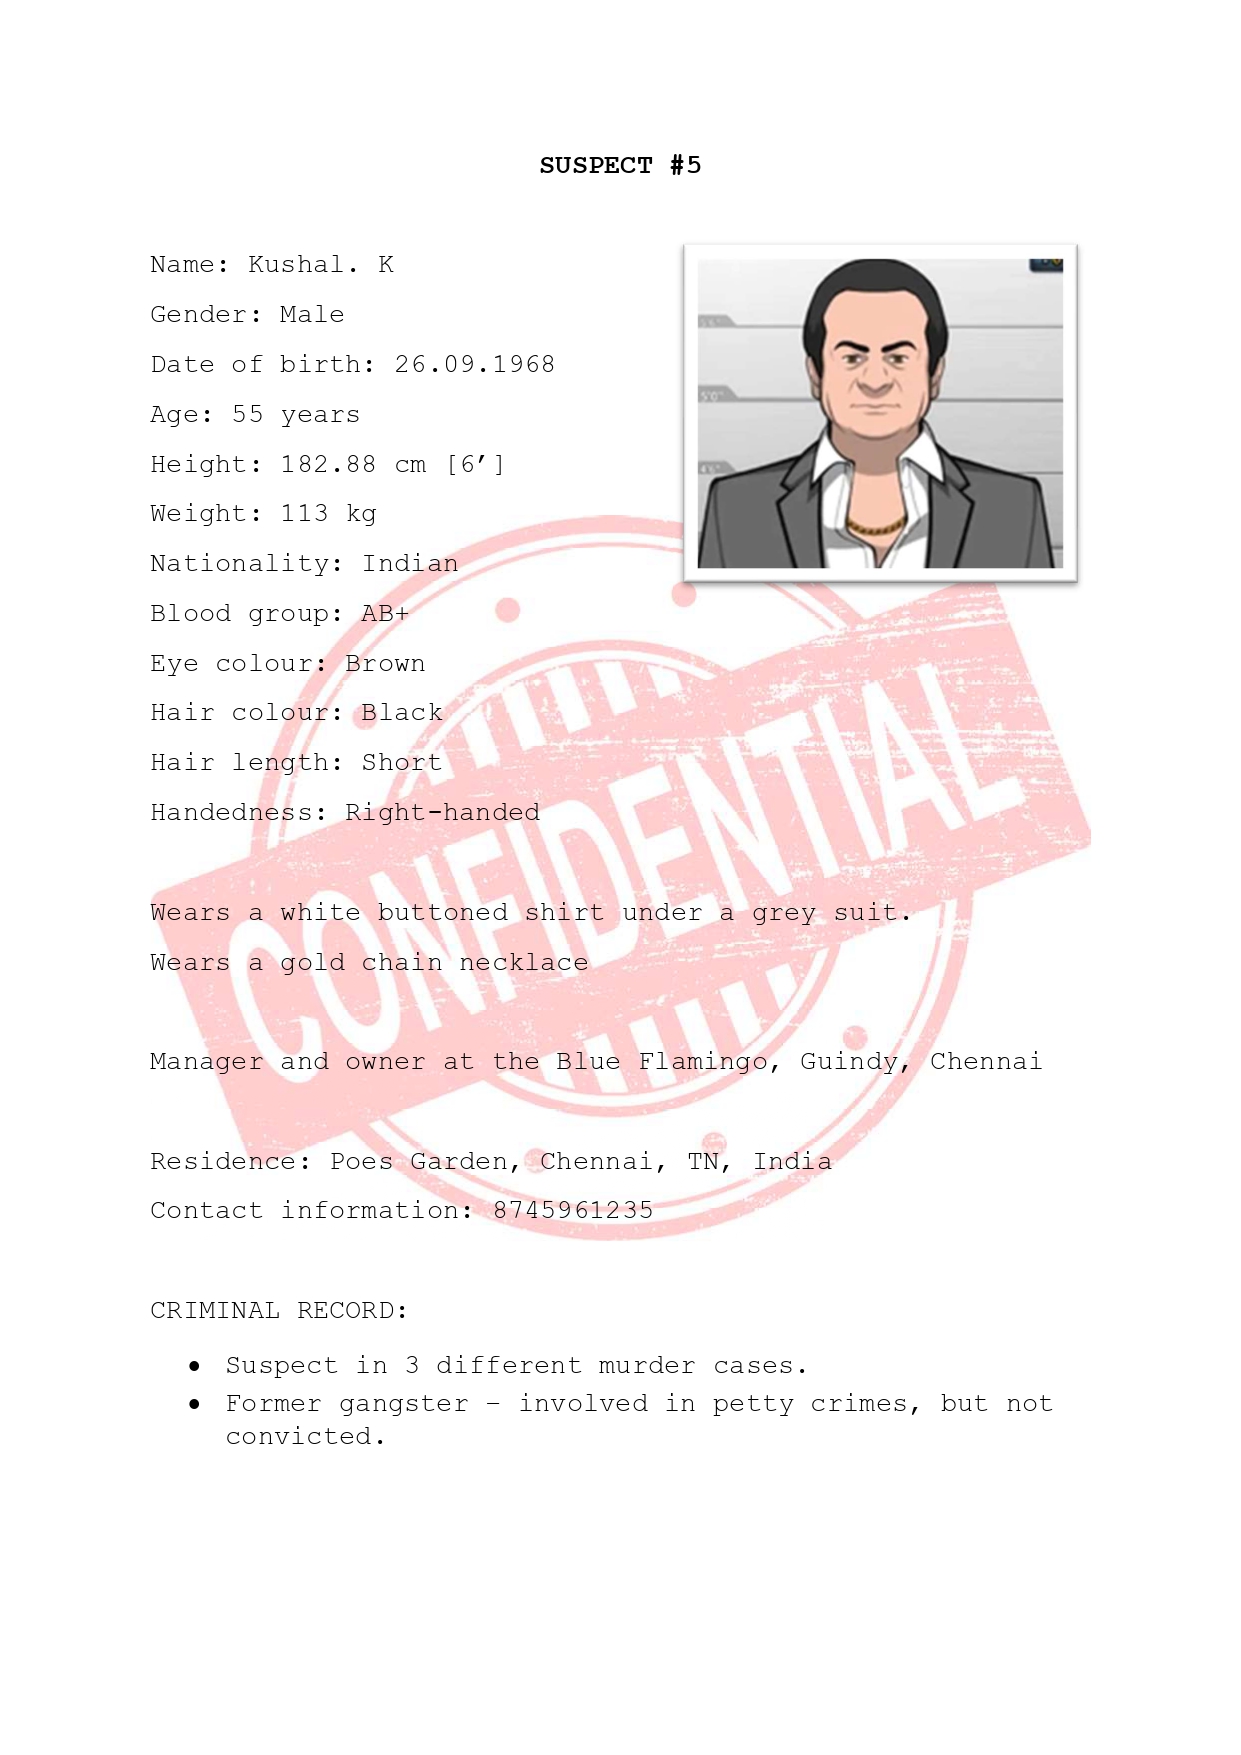 SUSPECT #5
Name: Kushal. K
Gender: Male
Date of birth: 26.09.1968
Age: 55 years
Height: 182.88 cm [6’]
Weight: 113 kg
Nationality: Indian
Blood group: AB+
Eye colour: Brown
Hair colour: Black
Hair length: Short
Handedness: Right-handed
CONFIDENTIAL
Wears a white buttoned shirt under a grey suit.
Wears a gold chain necklace
Manager and owner at the Blue Flamingo, Guindy, Chennai
Residence: Poes Garden, Chennai, TN, India
Contact information: 8745961235
CRIMINAL RECORD:
• Suspect in 3 different murder cases.
• Former gangster – involved in petty crimes, but not
convicted.